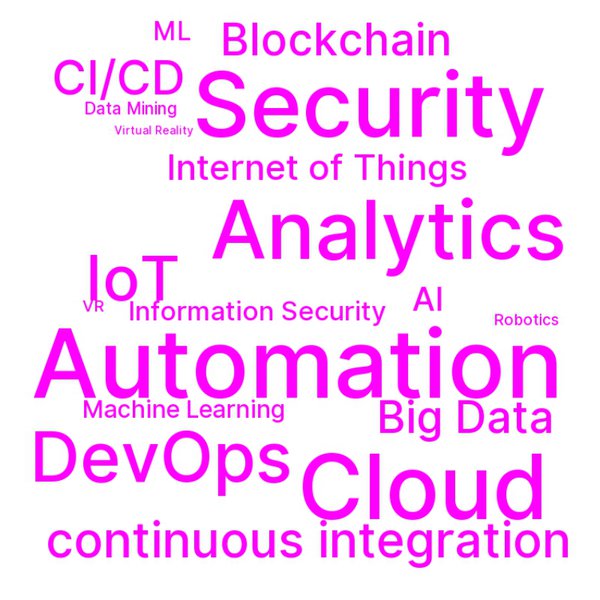 ML
Blockchain
CI/CD
Security
Data Mining
Virtual Reality
Internet of Things
Analytics
IoT
VR
Information Security
AI
Robotics
Automation
Machine Learning
Big Data
DevOps
Cloud
continuous integration